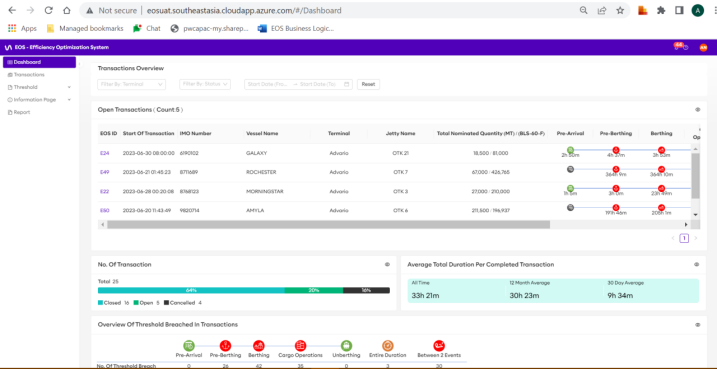 Not secure | eosuat.southeastasia.cloudapp.azure.com/#/Dashboard
Apps Managed bookmarks Chat pwcapac-my.sharep... EOS Business Logic...
EOS - Efficiency Optimization System
Dashboard
Transactions
Threshold
Information Page
Report
Transactions Overview
Filter By Terminal Filter By Status Start Date (Fro... → Start Date (To Reset
Open Transactions ( Count:5 )
EOS ID Start Of Transaction IMO Number Vessel Name Terminal Jetty Name Total Nominated Quantity (MT) | (BLS-60-F) Pre-Arrival Pre-Berthing Berthing Op
E24 2023-06-30 08:00:00 6190102 GALAXY Advario OTK 21 18,500 | 81,000 2h 50m 4h 37m 3h 53m
E49 2023-06-21 01:45:23 8711689 ROCHESTER Advario OTK 7 67,000 | 426,765 364h 9m 364h 10m
E22 2023-06-28 00:20:08 8168123 MORNINGSTAR Advario OTK 3 27,000 | 210,000 1h 5m 3h 0m 23h 49m
E50 2023-06-20 11:43:49 9820714 AMYLA Advario OTK 6 211,500 | 196,937 191h 46m 205h 1m
1
No. Of Transaction
Total 25
64% 20% 16%
Closed 16 Open 5 Cancelled 4
Average Total Duration Per Completed Transaction
All Time 12 Month Average 30 Day Average
33h 21m 30h 23m 9h 34m
Overview Of Threshold Breached In Transactions
Pre-Arrival Pre-Berthing Berthing Cargo Operations Unberthing Entire Duration Between 2 Events
No. Of Threshold Breach 0 26 42 35 0 3 30